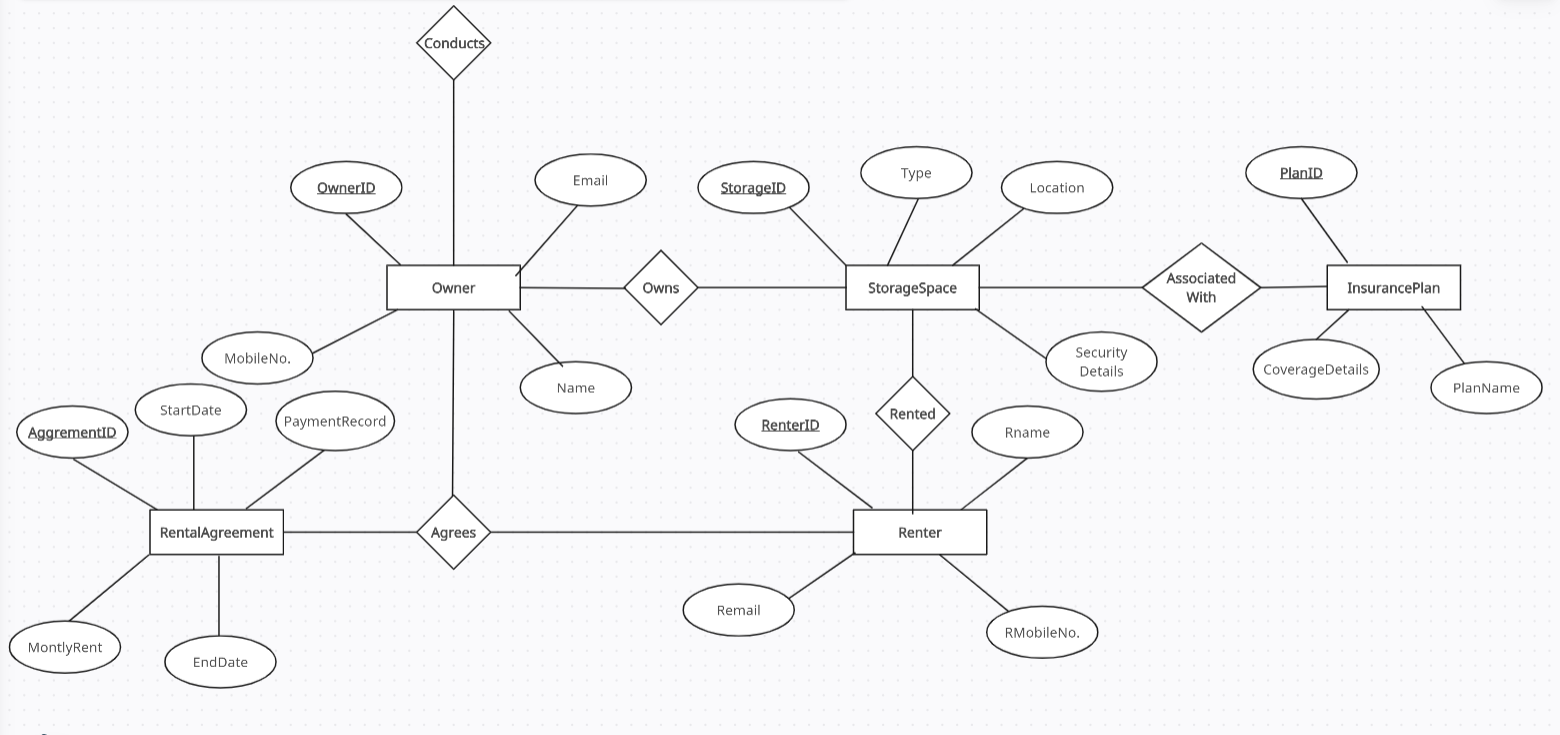 Conducts
OwnerID
Email
StorageID
Type
Location
PlanID
Owner
Owns
StorageSpace
Associated
With
InsurancePlan
MobileNo.
Name
Security
Details
CoverageDetails
PlanName
AggrementID
StartDate
PaymentRecord
RenterID
Rented
Rname
RentalAgreement
Agrees
Renter
Remail
RMobileNo.
MontlyRent
EndDate